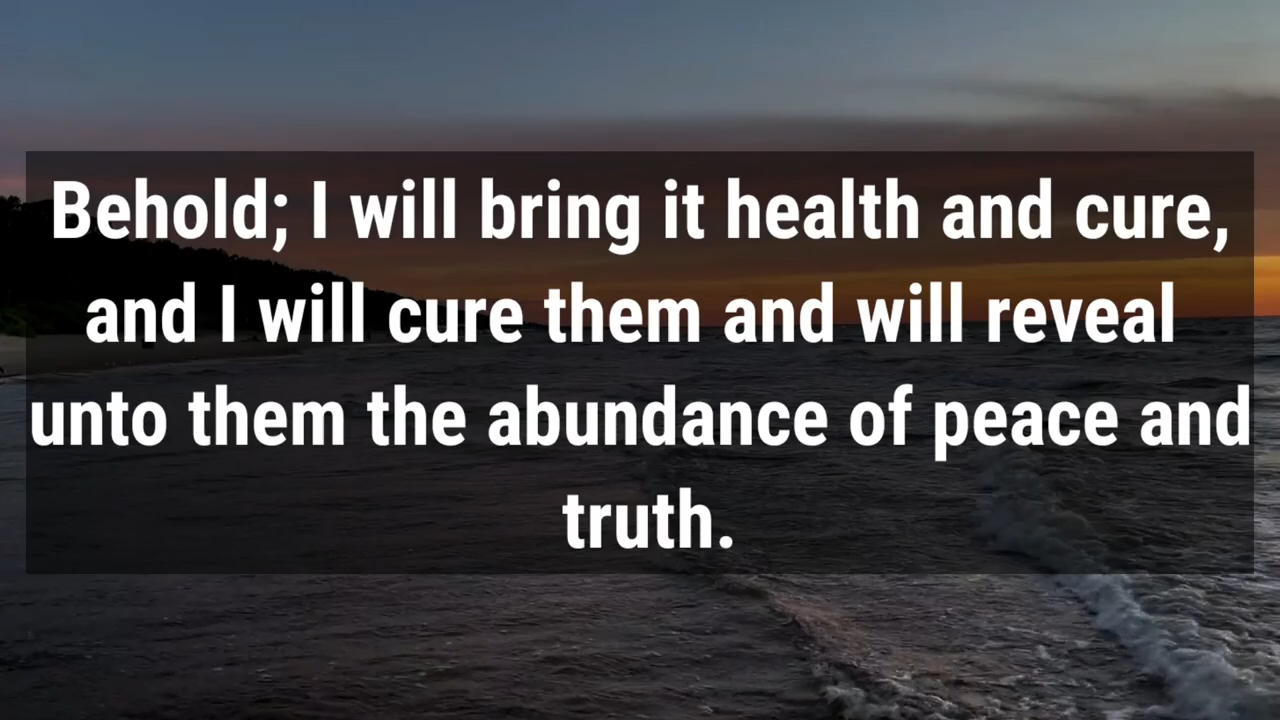 Behold; I will bring it health and cure,
and I will cure them and will reveal
unto them the abundance of peace and
truth.